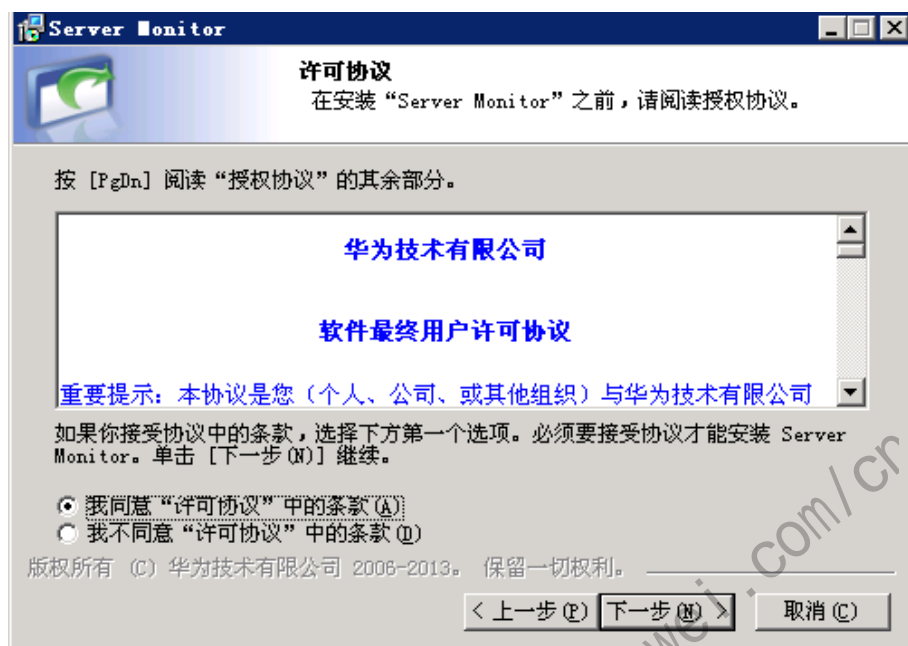 Server Monitor
许可协议
在安装“Server Monitor”之前，请阅读授权协议。
按 [PgDn] 阅读“授权协议”的其余部分。
华为技术有限公司
软件最终用户许可协议
重要提示：本协议是您（个人、公司、或其他组织）与华为技术有限公司
如果你接受协议中的条款，选择下方第一个选项。必须要接受协议才能安装 Server
Monitor。单击 [下一步(N)] 继续。
我同意“许可协议”中的条款(A)
我不同意“许可协议”中的条款(D)
版权所有 (C) 华为技术有限公司 2006-2013。 保留一切权利。
< 上一步(P) 下一步(N) > 取消(C)
wei.com/cn